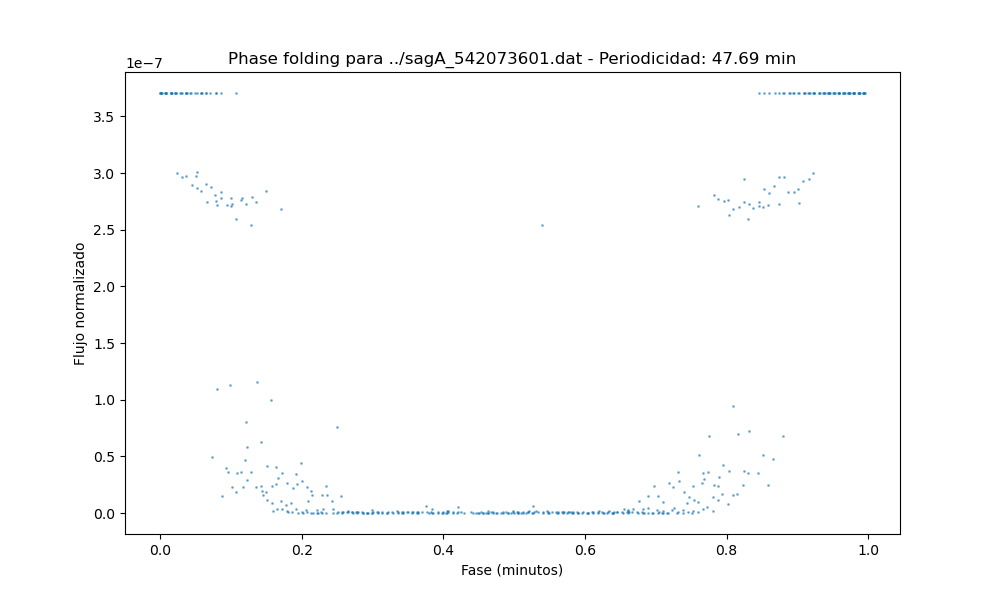 Phase folding para ../sagA_542073601.dat - Periodicidad: 47.69 min
1e−7
3.5
3.0
2.5
2.0
1.5
1.0
0.5
0.0
Flujo normalizado
0.0 0.2 0.4 0.6 0.8 1.0
Fase (minutos)